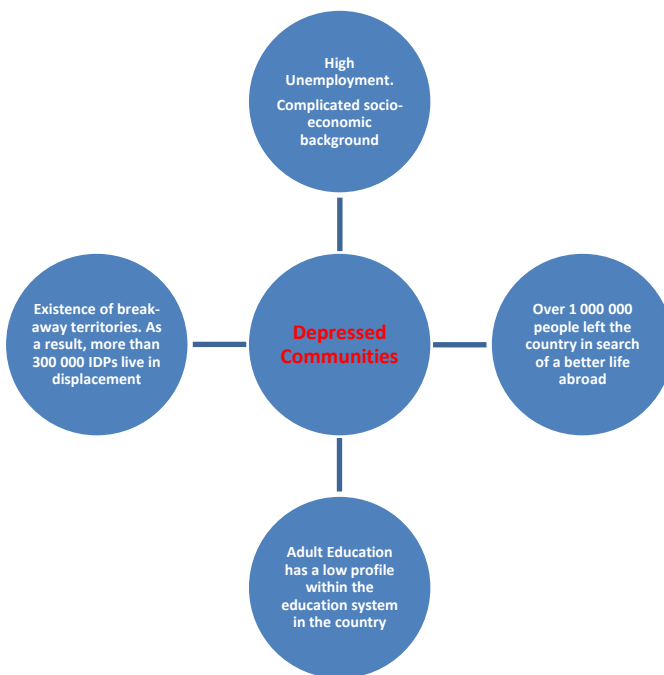 High
Unemployment.
Complicated socio-
economic
background
Existence of break-
away territories. As
a result, more than
300 000 IDPs live in
displacement
Depressed
Communities
Over 1 000 000
people left the
country in search
of a better life
abroad
Adult Education
has a low profile
within the
education system
in the country